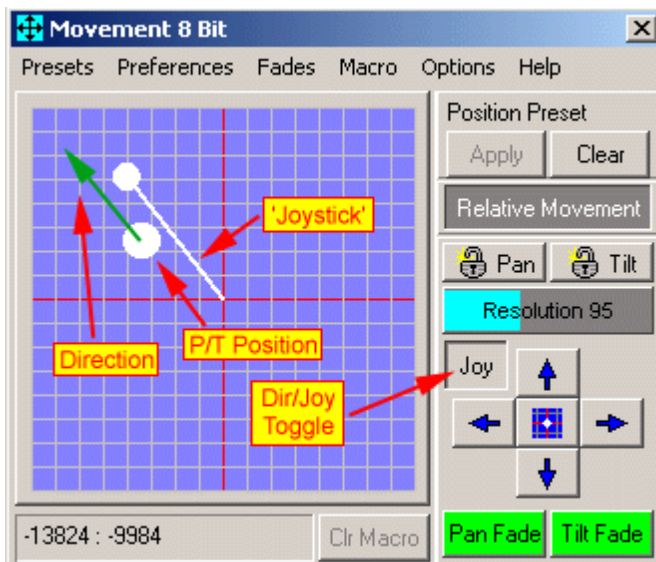 Movement 8 Bit
Presets Preferences Fades Macro Options Help
Position Preset
Apply Clear
Relative Movement
'Joystick'
Pan Tilt
Resolution 95
P/T Position
Direction
Joy
Dir/Joy
Toggle
-13824 : -9984
Clr Macro
Pan Fade Tilt Fade